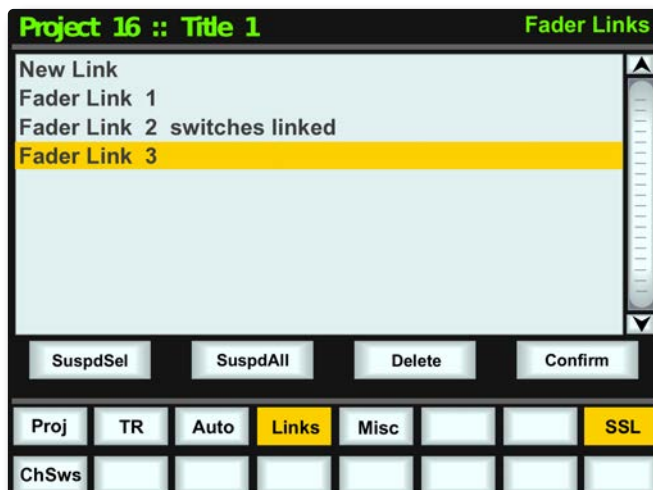 Project 16 :: Title 1 Fader Links
New Link
Fader Link 1
Fader Link 2 switches linked
Fader Link 3
SuspdSel SuspdAll Delete Confirm
Proj TR Auto Links Misc SSL
ChSws